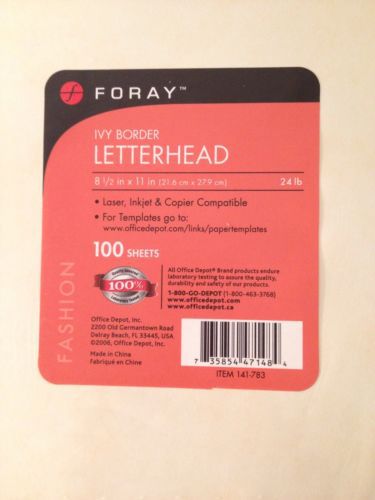 FORAY™
IVY BORDER
LETTERHEAD
8 1/2 in x 11 in (21.6 cm x 27.9 cm) 24 lb
• Laser, Inkjet & Copier Compatible
• For Templates go to:
www.officedepot.com/links/papertemplates
100 SHEETS
FASHION
100%
All Office Depot® Brand products endure
laboratory testing to assure the quality,
durability and safety of our products.
1-800-GO-DEPOT (1-800-463-3768)
www.officedepot.com
www.officedepot.ca
Office Depot, Inc.
2200 Old Germantown Road
Delray Beach, FL 33445, USA
©2006, Office Depot, Inc.
Made in China
Fabriqué en China
7 35854 47148 4
ITEM 141-783